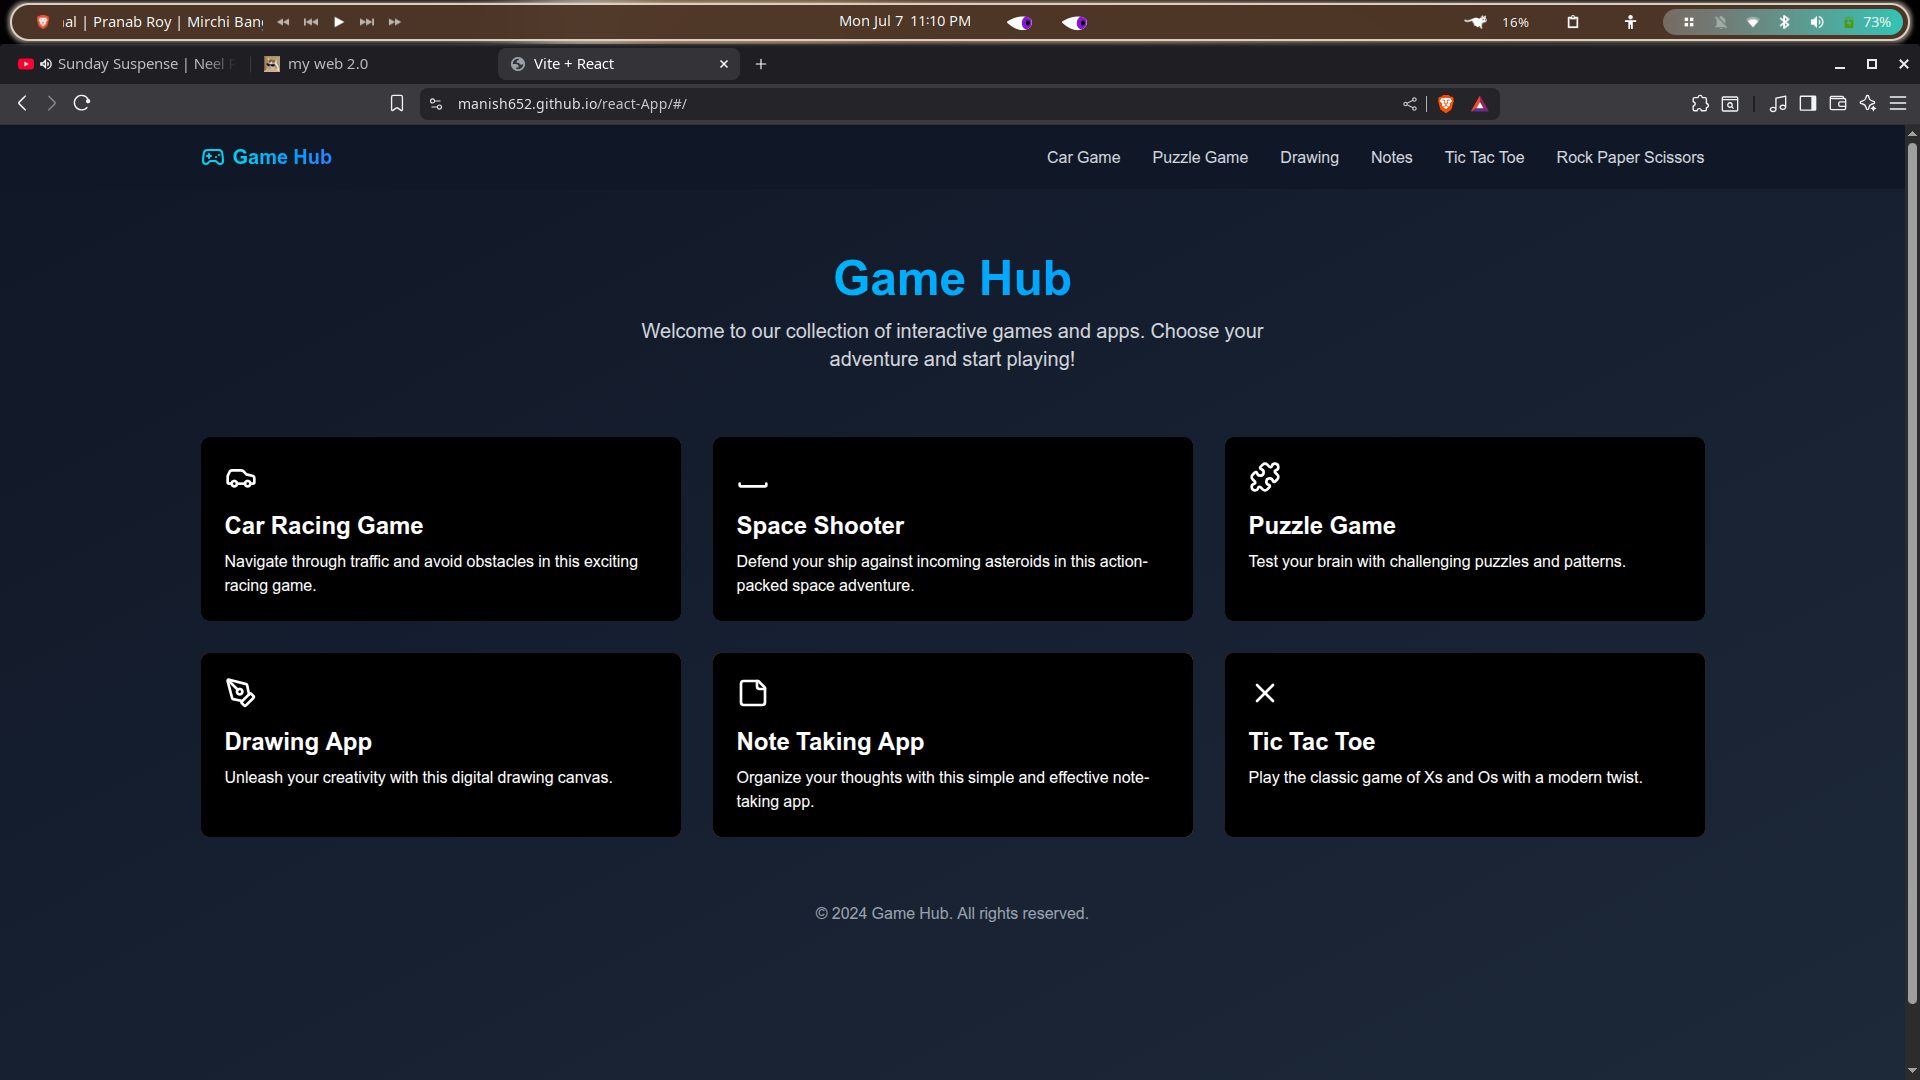 al | Pranab Roy | Mirchi Bang
Mon Jul 7 11:10 PM
16%
73%
Sunday Suspense | Neel
my web 2.0
Vite + React
manish652.github.io/react-App/#/
Game Hub
Car Game
Puzzle Game
Drawing
Notes
Tic Tac Toe
Rock Paper Scissors
Game Hub
Welcome to our collection of interactive games and apps. Choose your
adventure and start playing!
Car Racing Game
Navigate through traffic and avoid obstacles in this exciting
racing game.
Space Shooter
Defend your ship against incoming asteroids in this action-
packed space adventure.
Puzzle Game
Test your brain with challenging puzzles and patterns.
Drawing App
Unleash your creativity with this digital drawing canvas.
Note Taking App
Organize your thoughts with this simple and effective note-
taking app.
Tic Tac Toe
Play the classic game of Xs and Os with a modern twist.
© 2024 Game Hub. All rights reserved.